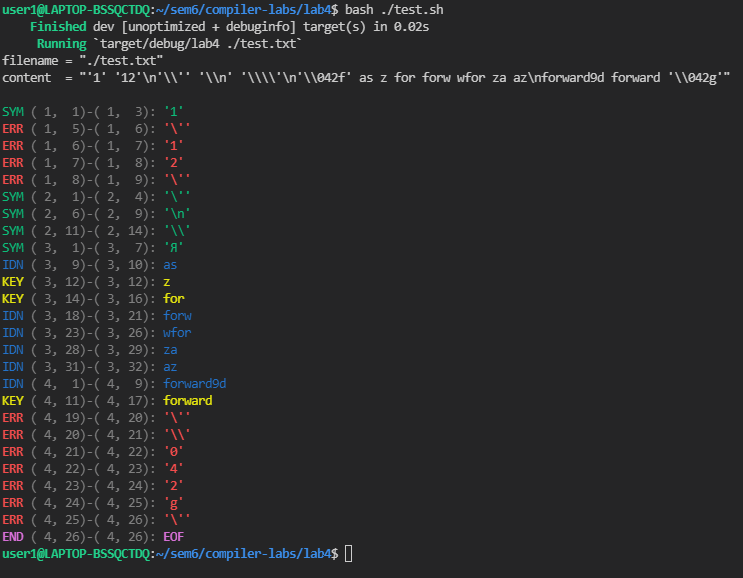 user1@LAPTOP-BSSQCTDQ:~/sem6/compiler-labs/lab4$ bash ./test.sh
    Finished dev [unoptimized + debuginfo] target(s) in 0.02s
     Running `target/debug/lab4 ./test.txt`
filename = "./test.txt"
content  = "'1' '12'\n'\\'' '\\n' '\\\\'\n'\\042f' as z for forw wfor za az\nforward9d forward '\\042g'"

SYM ( 1,  1)-( 1,  3): '1'
ERR ( 1,  5)-( 1,  6): '\''
ERR ( 1,  6)-( 1,  7): '1'
ERR ( 1,  7)-( 1,  8): '2'
ERR ( 1,  8)-( 1,  9): '\''
SYM ( 2,  1)-( 2,  4): '\''
SYM ( 2,  6)-( 2,  9): '\n'
SYM ( 2, 11)-( 2, 14): '\\'
SYM ( 3,  1)-( 3,  7): 'Я'
IDN ( 3,  9)-( 3, 10): as
KEY ( 3, 12)-( 3, 12): z
KEY ( 3, 14)-( 3, 16): for
IDN ( 3, 18)-( 3, 21): forw
IDN ( 3, 23)-( 3, 26): wfor
IDN ( 3, 28)-( 3, 29): za
IDN ( 3, 31)-( 3, 32): az
IDN ( 4,  1)-( 4,  9): forward9d
KEY ( 4, 11)-( 4, 17): forward
ERR ( 4, 19)-( 4, 20): '\''
ERR ( 4, 20)-( 4, 21): '\\'
ERR ( 4, 21)-( 4, 22): '0'
ERR ( 4, 22)-( 4, 23): '4'
ERR ( 4, 23)-( 4, 24): '2'
ERR ( 4, 24)-( 4, 25): 'g'
ERR ( 4, 25)-( 4, 26): '\''
END ( 4, 26)-( 4, 26): EOF
user1@LAPTOP-BSSQCTDQ:~/sem6/compiler-labs/lab4$